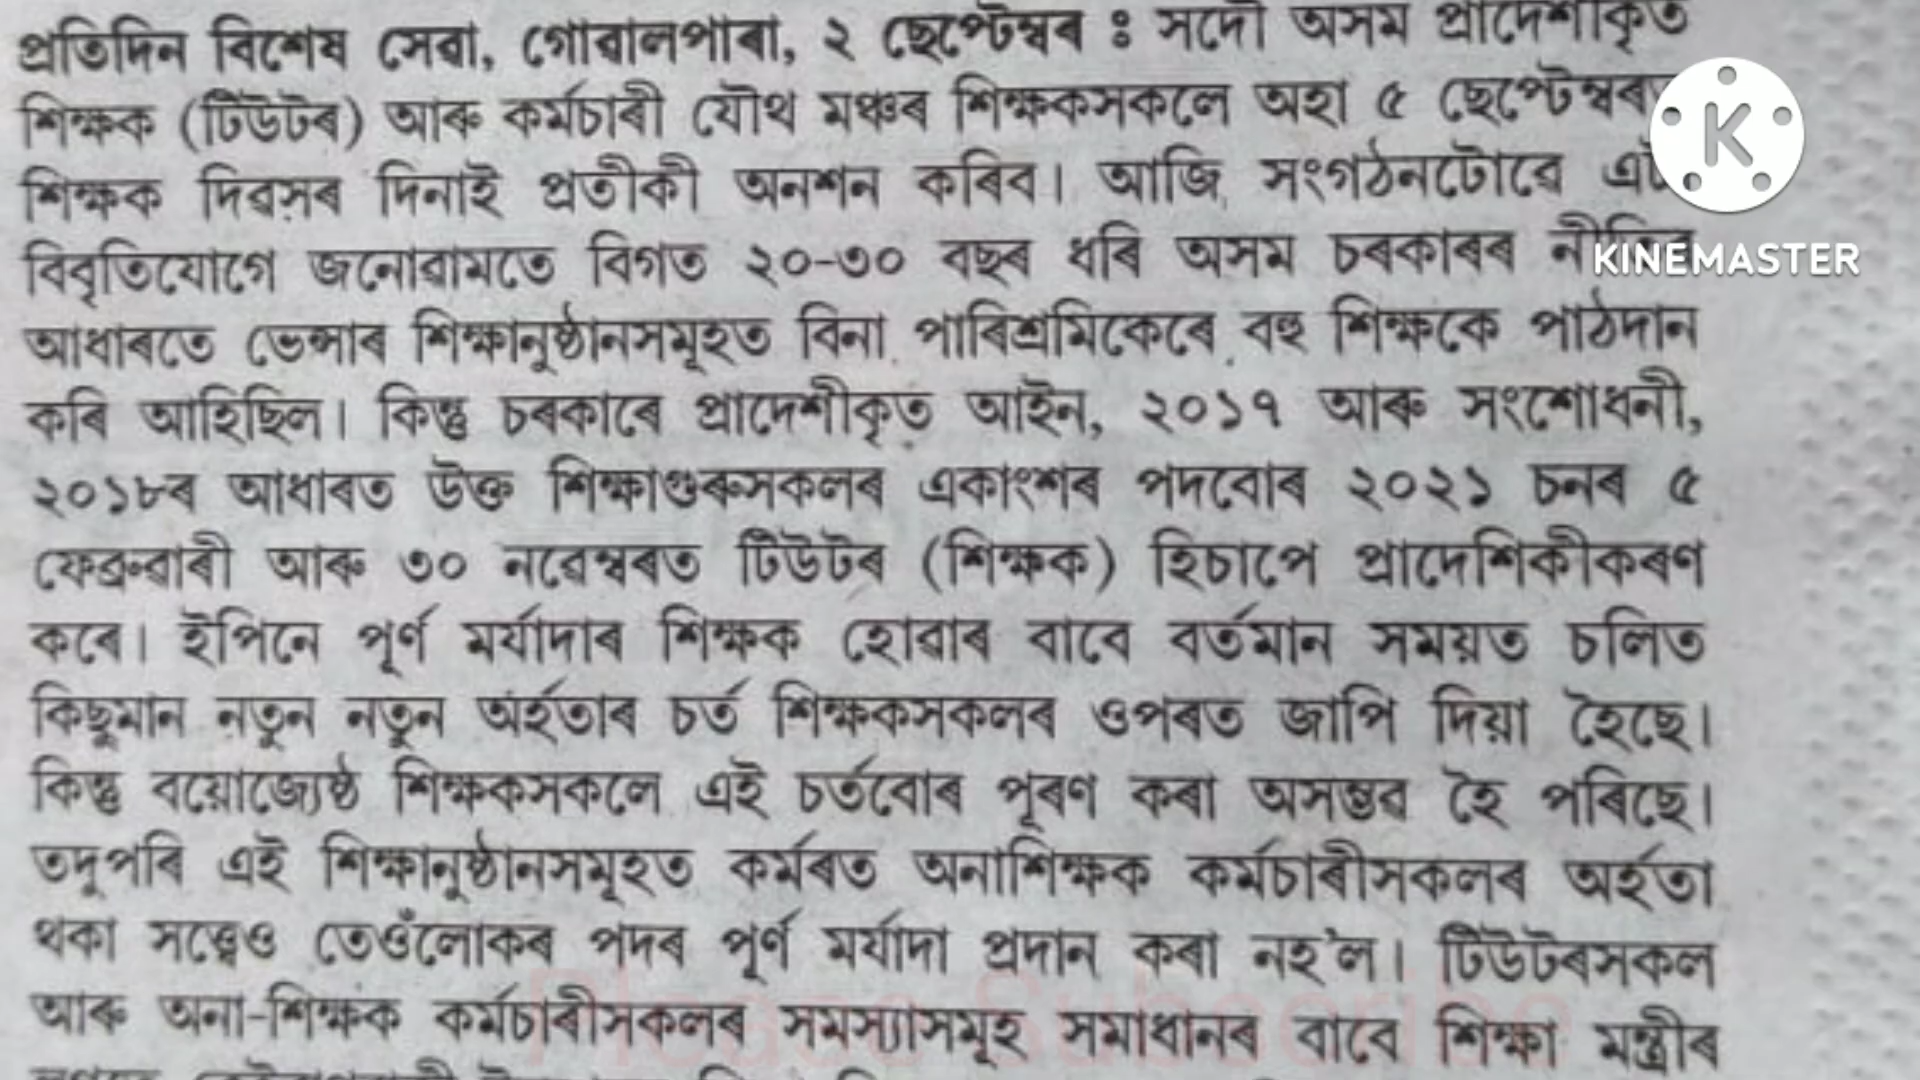 প্ৰতিদিন বিশেষ সেৱা, গোৱালপাৰা, ২ ছেপ্টেম্বৰ ঃ সদৌ অসম প্ৰাদেশীকৃত
শিক্ষক (টিউটৰ) আৰু কৰ্মচাৰী যৌথ মঞ্চৰ শিক্ষকসকলে অহা ৫
শিক্ষক দিৱসৰ দিনাই প্ৰতীকী অনশন কৰিব। আজি সংগঠনটোৱে
বিবৃতিযোগে জনোৱামতে বিগত ২০-৩০ বছৰ ধৰি অসম চৰকাৰৰ
আধাৰতে ভেন্সাৰ শিক্ষানুষ্ঠানসমূহত বিনা পাৰিশ্ৰমিকেৰে বহু শিক্ষকে পাঠদান
কৰি আহিছিল। কিন্তু চৰকাৰে প্ৰাদেশীকৃত আইন, ২০১৭ আৰু সংশোধনী,
২০১৮ৰ আধাৰত উক্ত শিক্ষাগুৰুসকলৰ একাংশৰ পদবোৰ ২০২১ চনৰ ৫
ফেব্ৰুৱাৰী আৰু ৩০ নৱেম্বৰত টিউটৰ (শিক্ষক) হিচাপে প্ৰাদেশিকীকৰণ
কৰে। ইপিনে পূৰ্ণ মৰ্যাদাৰ শিক্ষক হোৱাৰ বাবে বৰ্তমান সময়ত চলিত
কিছুমান নতুন নতুন অৰ্হতাৰ চৰ্ত শিক্ষকসকলৰ ওপৰত জাপি দিয়া হৈছে।
কিন্তু বয়োজ্যেষ্ঠ শিক্ষকসকলে এই চৰ্তবোৰ পূৰণ কৰা অসম্ভৱ হৈ পৰিছে।
তদুপৰি এই শিক্ষানুষ্ঠানসমূহত কৰ্মৰত অনাশিক্ষক কৰ্মচাৰীসকলৰ অৰ্হতা
থকা সত্ত্বেও তেওঁলোকৰ পদৰ পূৰ্ণ মৰ্যাদা প্ৰদান কৰা নহ'ল। টিউটৰসকল
আৰু অনা-শিক্ষক কৰ্মচাৰীসকলৰ সমস্যাসমূহ সমাধানৰ বাবে শিক্ষা মন্ত্ৰীৰ
Please Subscribe
K
KINEMASTER